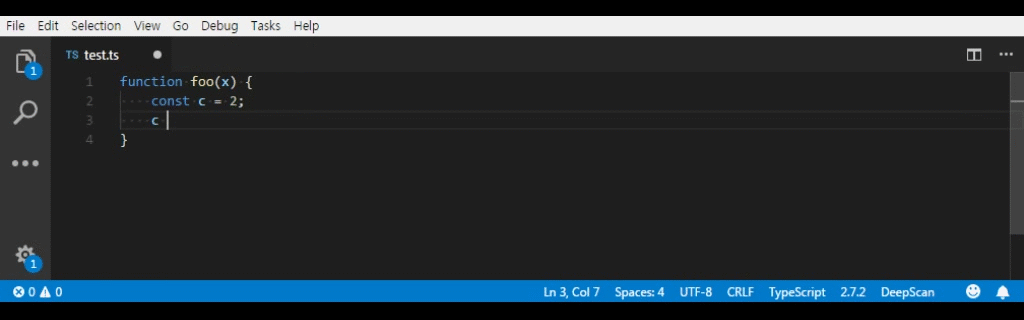 File Edit Selection View Go Debug Tasks Help
TS test.ts
1 function foo(x) {
2 const c = 2;
3 c
4 }
1
1
0 0 Ln 3, Col 7 Spaces: 4 UTF-8 CRLF TypeScript 2.7.2 DeepScan